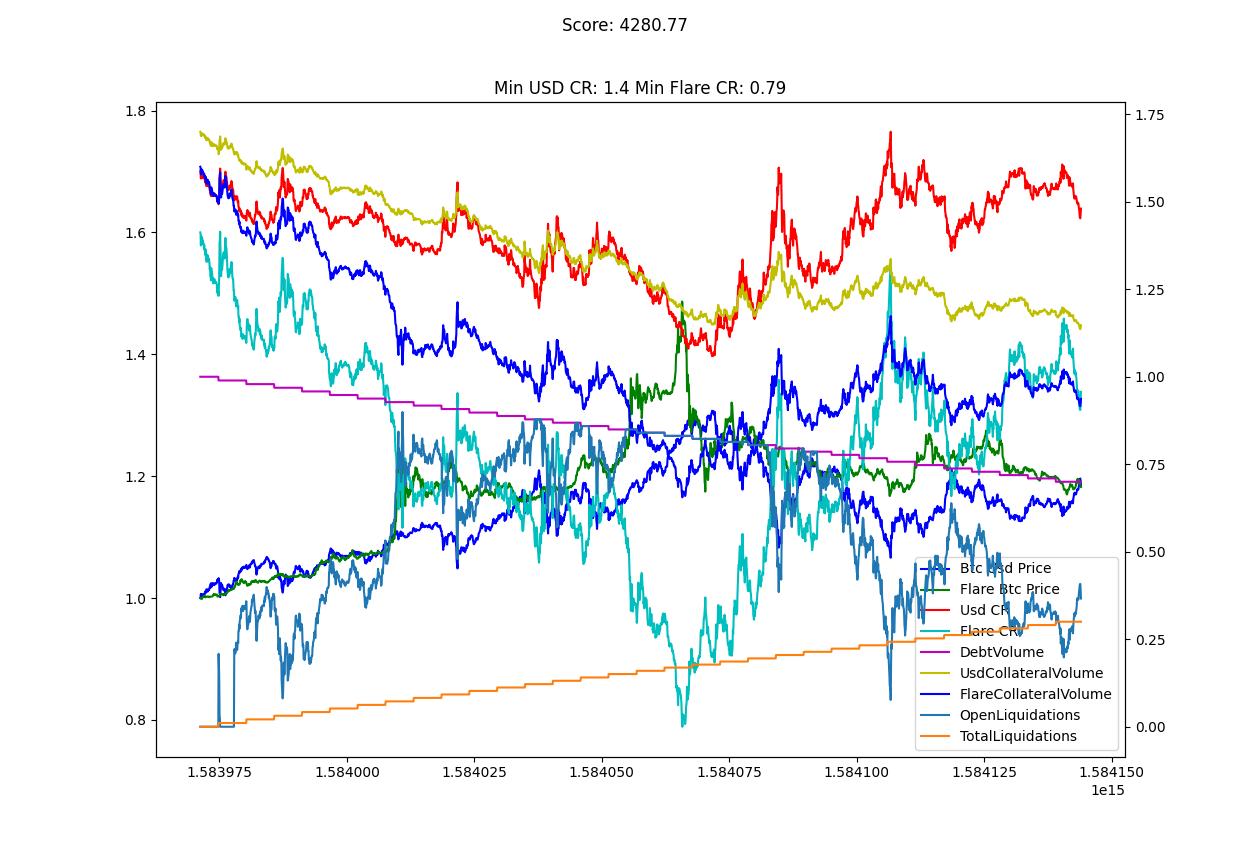 Score: 4280.77
Min USD CR: 1.4 Min Flare CR: 0.79
1.8
1.6
1.4
1.2
1.0
0.8
1.75
1.50
1.25
1.00
0.75
0.50
0.25
0.00
Btc Usd Price
Flare Btc Price
Usd CR
Flare CR
DebtVolume
UsdCollateralVolume
FlareCollateralVolume
OpenLiquidations
TotalLiquidations
1.583975 1.584000 1.584025 1.584050 1.584075 1.584100 1.584125 1.584150
1e15